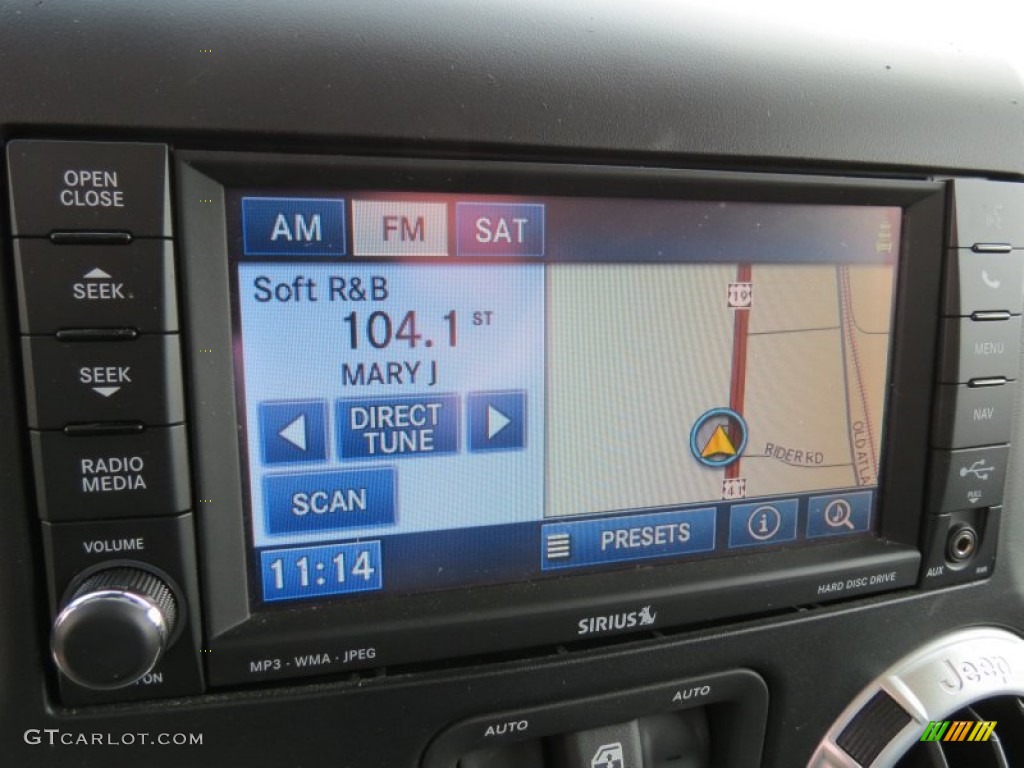 OPEN
CLOSE
SEEK
SEEK
RADIO
MEDIA
VOLUME
AM FM SAT
Soft R&B
104.1 ST
MARY J
DIRECT
TUNE
SCAN
11:14
PRESETS
19
41
RIDER RD
OLD ATLA
MENU
NAV
PULL
AUX
HARD DISC DRIVE
SIRIUS
MP3 · WMA · JPEG
AUTO
AUTO
Jeep
GTCARLOT.COM